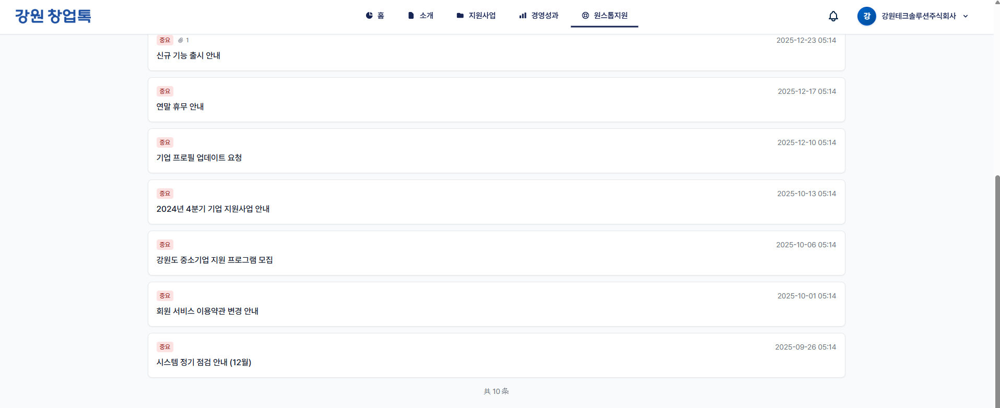 강원 창업톡
홈
소개
지원사업
경영성과
원스톱지원
강
강원테크솔루션주식회사
중요 1 2025-12-23 05:14
신규 기능 출시 안내
중요 2025-12-17 05:14
연말 휴무 안내
중요 2025-12-10 05:14
기업 프로필 업데이트 요청
중요 2025-10-13 05:14
2024년 4분기 기업 지원사업 안내
중요 2025-10-06 05:14
강원도 중소기업 지원 프로그램 모집
중요 2025-10-01 05:14
회원 서비스 이용약관 변경 안내
중요 2025-09-26 05:14
시스템 정기 점검 안내 (12월)
共 10 条